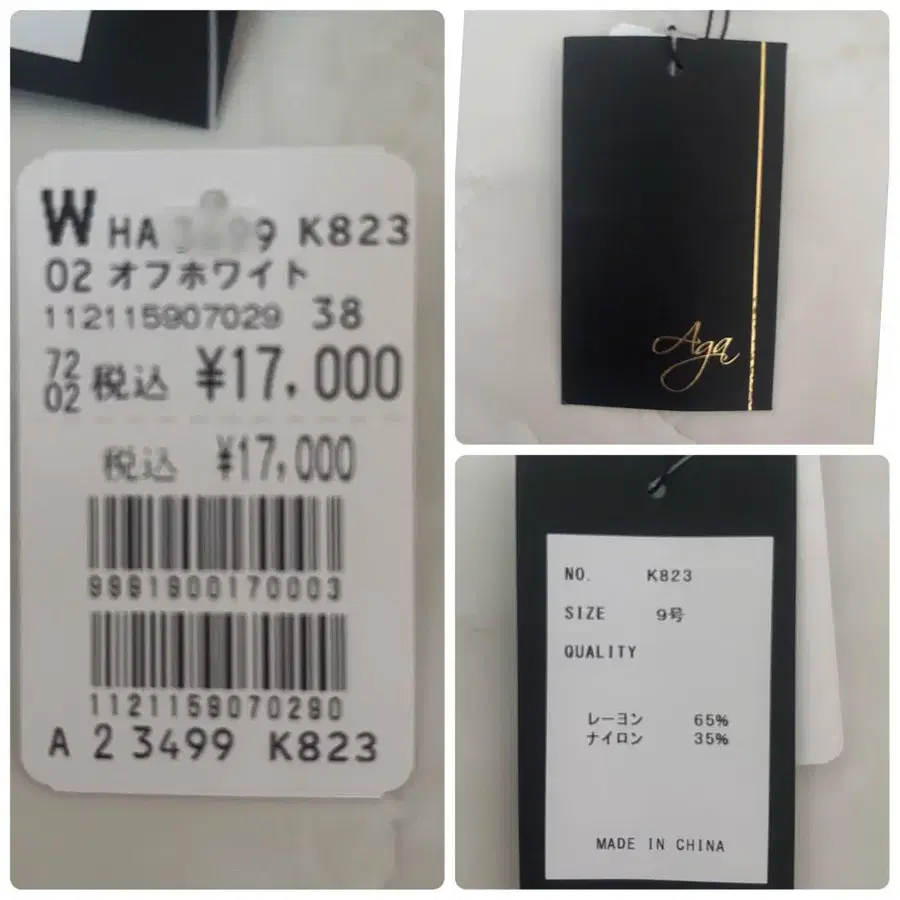 W HA 3499 K823
02 オフホワイト
112115907029 38
72
02 税込 ¥17,000
税込 ¥17,000
9991900170003
1121159070290
A 2 3499 K823
Aga
NO. K823
SIZE 9号
QUALITY
レーヨン 65%
ナイロン 35%
MADE IN CHINA